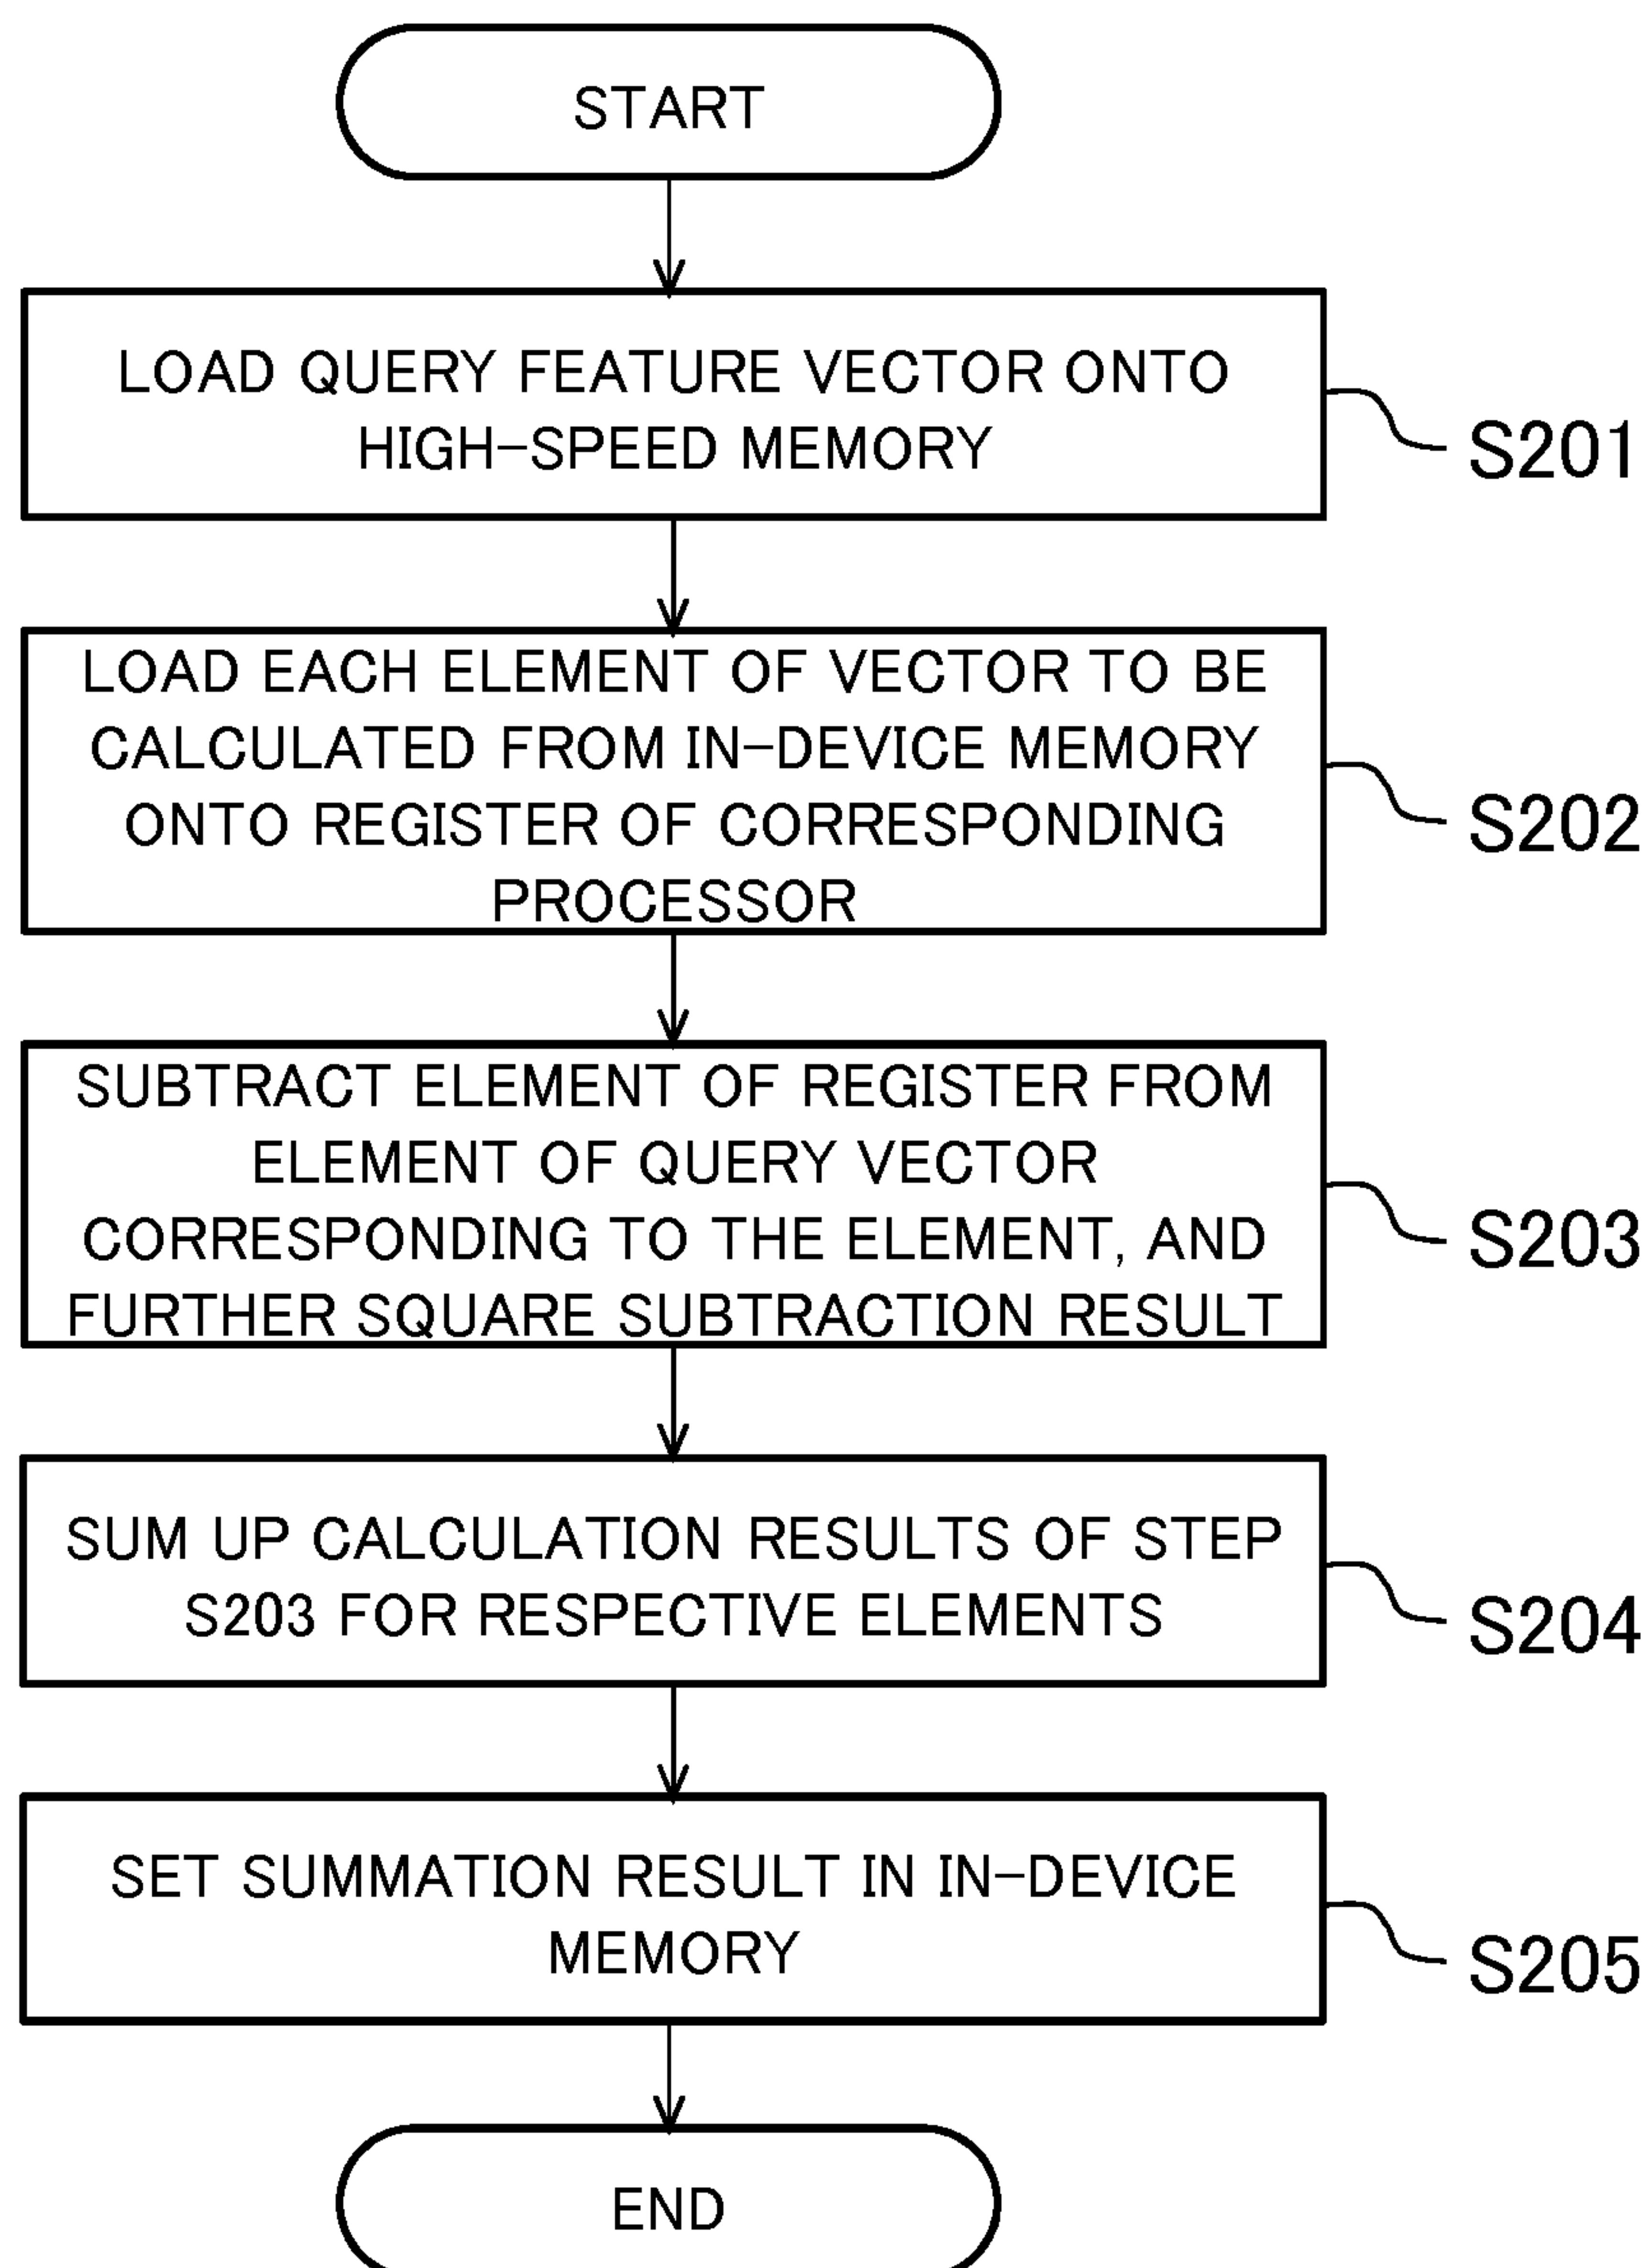 START
LOAD QUERY FEATURE VECTOR ONTO
HIGH-SPEED MEMORY
S201
LOAD EACH ELEMENT OF VECTOR TO BE
CALCULATED FROM IN-DEVICE MEMORY
ONTO REGISTER OF CORRESPONDING
PROCESSOR
S202
SUBTRACT ELEMENT OF REGISTER FROM
ELEMENT OF QUERY VECTOR
CORRESPONDING TO THE ELEMENT, AND
FURTHER SQUARE SUBTRACTION RESULT
S203
SUM UP CALCULATION RESULTS OF STEP
S203 FOR RESPECTIVE ELEMENTS
S204
SET SUMMATION RESULT IN IN-DEVICE
MEMORY
S205
END